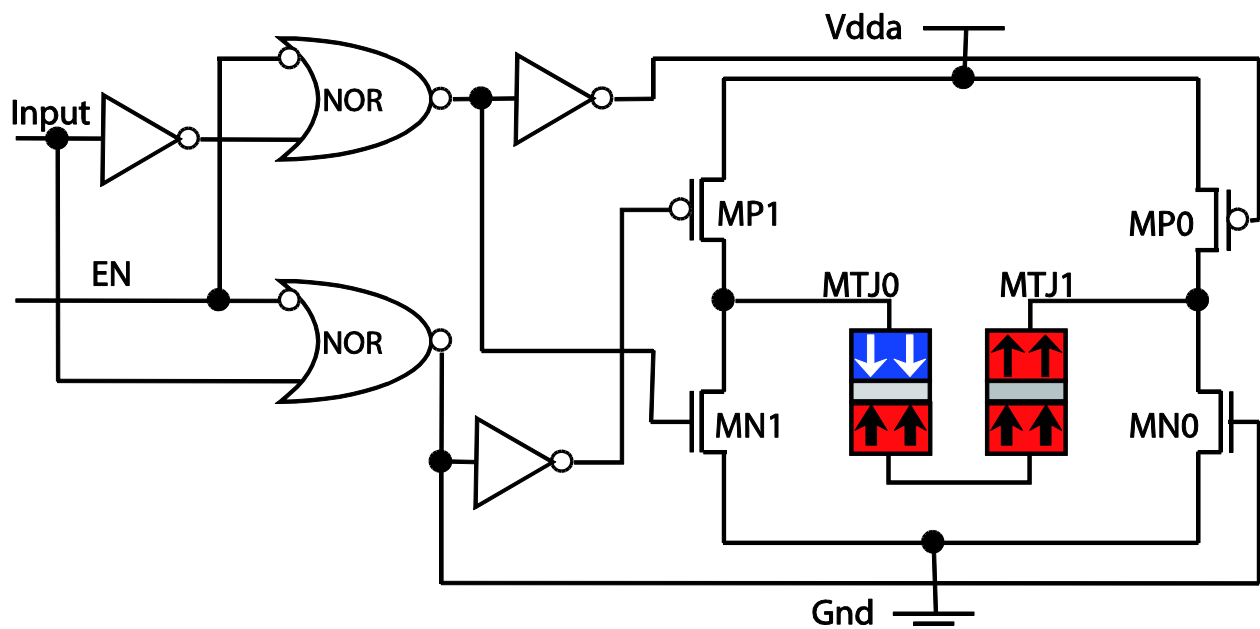 Vdda
NOR
Input
MP1
MP0
EN
MTJ0
MTJ1
NOR
MN1
MN0
Gnd